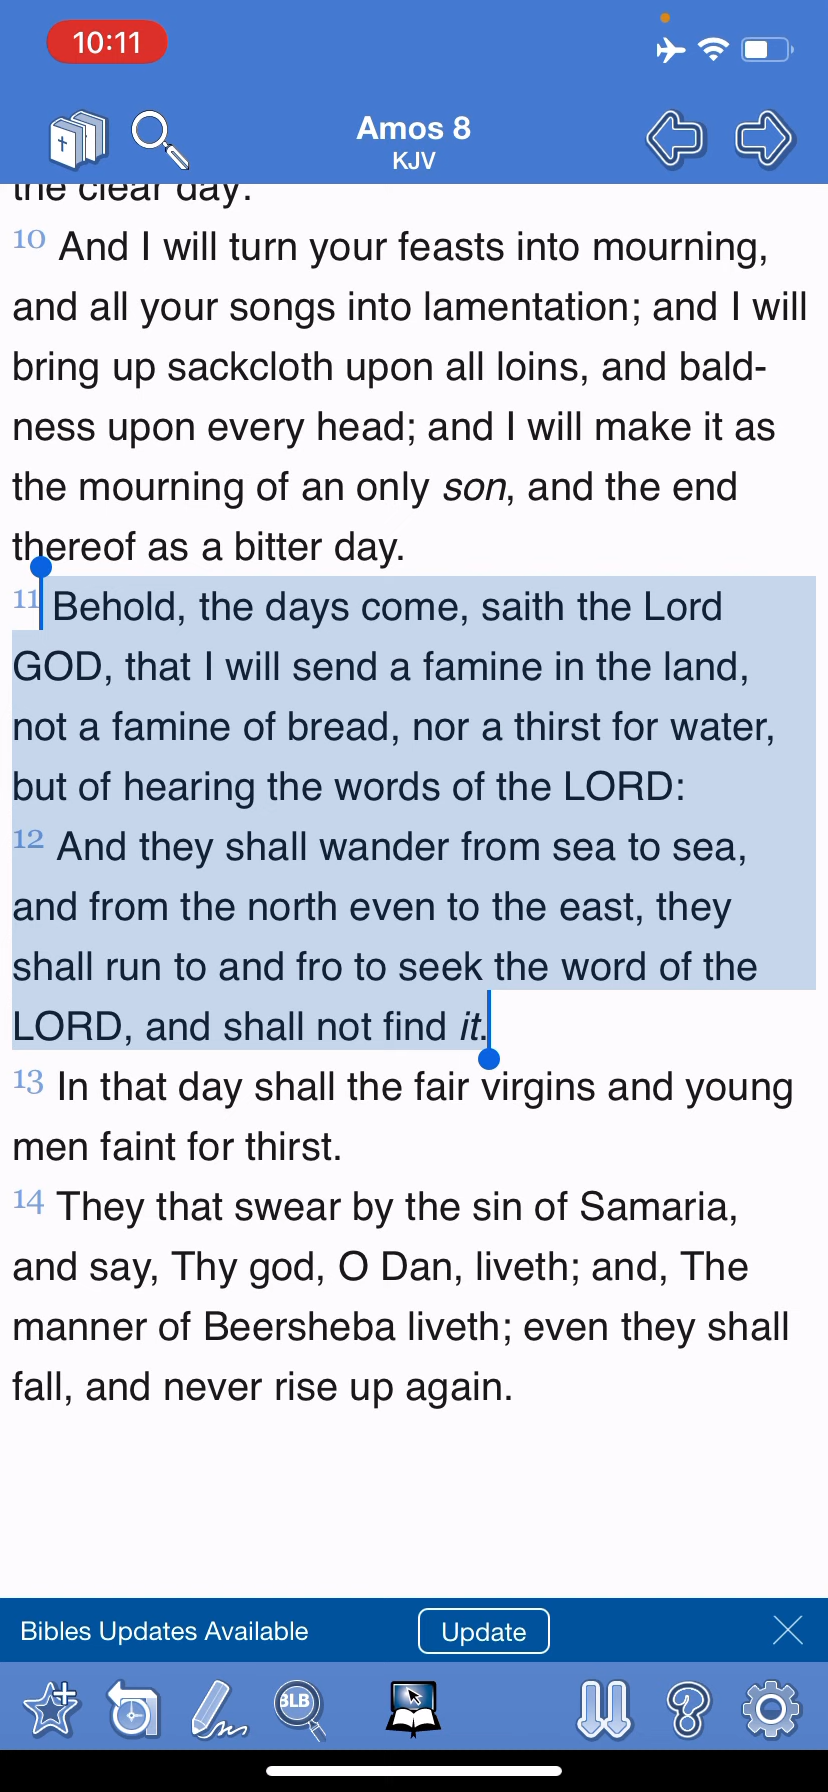 10:11
Amos 8
KJV
the clear day.
10 And I will turn your feasts into mourning,
and all your songs into lamentation; and I will
bring up sackcloth upon all loins, and bald-
ness upon every head; and I will make it as
the mourning of an only son, and the end
thereof as a bitter day.
11 Behold, the days come, saith the Lord
GOD, that I will send a famine in the land,
not a famine of bread, nor a thirst for water,
but of hearing the words of the LORD:
12 And they shall wander from sea to sea,
and from the north even to the east, they
shall run to and fro to seek the word of the
LORD, and shall not find it.
13 In that day shall the fair virgins and young
men faint for thirst.
14 They that swear by the sin of Samaria,
and say, Thy god, O Dan, liveth; and, The
manner of Beersheba liveth; even they shall
fall, and never rise up again.
Bibles Updates Available
Update
BLB